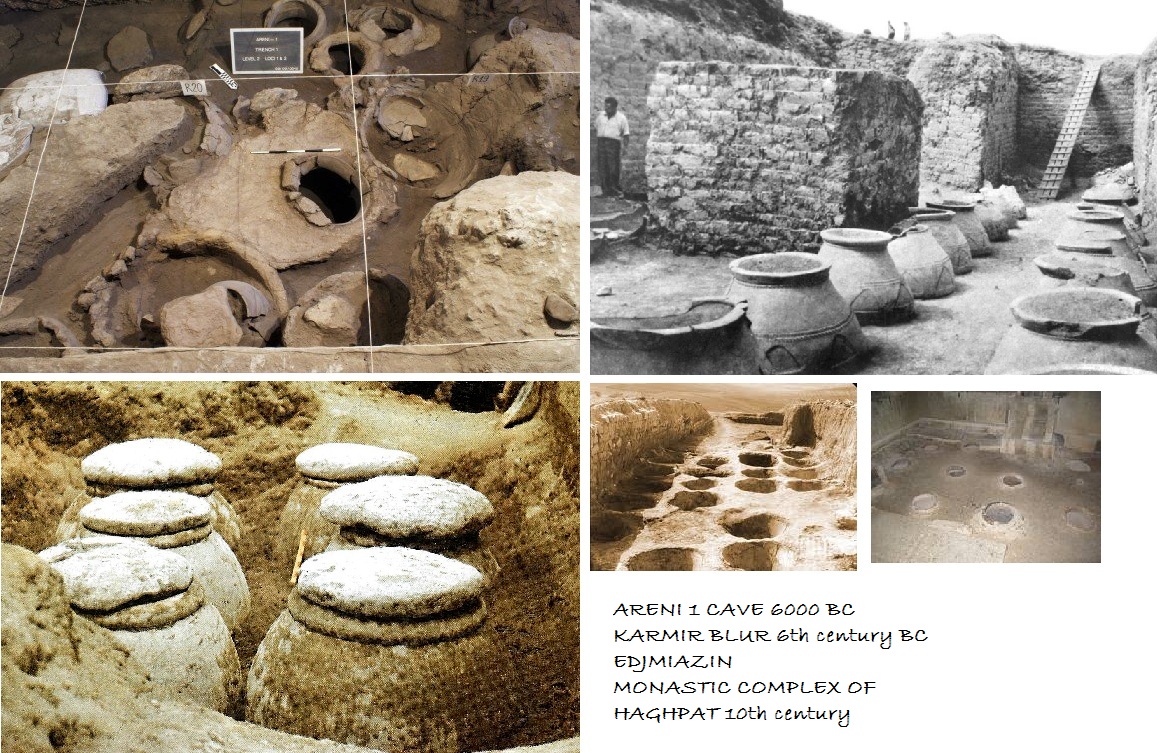 ARENI-1
TRENCH 1
LEVEL 2 LOCI 1 & 2
R20
R19
ARENI 1 CAVE 6000 BC
KARMIR BLUR 6th century BC
EDJMIAZIN
MONASTIC COMPLEX OF
HAGHPAT 10th century